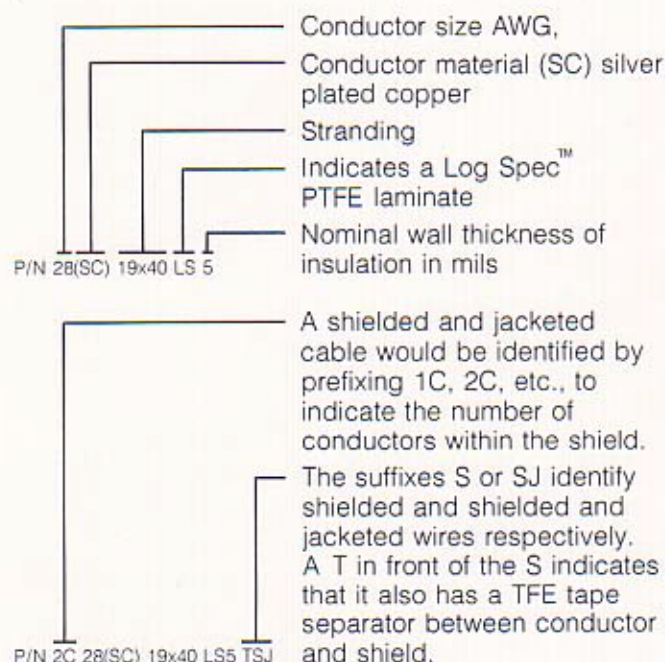 Conductor size AWG,
Conductor material (SC) silver
plated copper
Stranding
Indicates a Log Spec™
PTFE laminate
Nominal wall thickness of
insulation in mils
P/N 28(SC) 19x40 LS 5
A shielded and jacketed
cable would be identified by
prefixing 1C, 2C, etc., to
indicate the number of
conductors within the shield.
The suffixes S or SJ identify
shielded and shielded and
jacketed wires respectively.
A T in front of the S indicates
that it also has a TFE tape
separator between conductor
and shield.
P/N 2C 28(SC) 19x40 LS5 TSJ